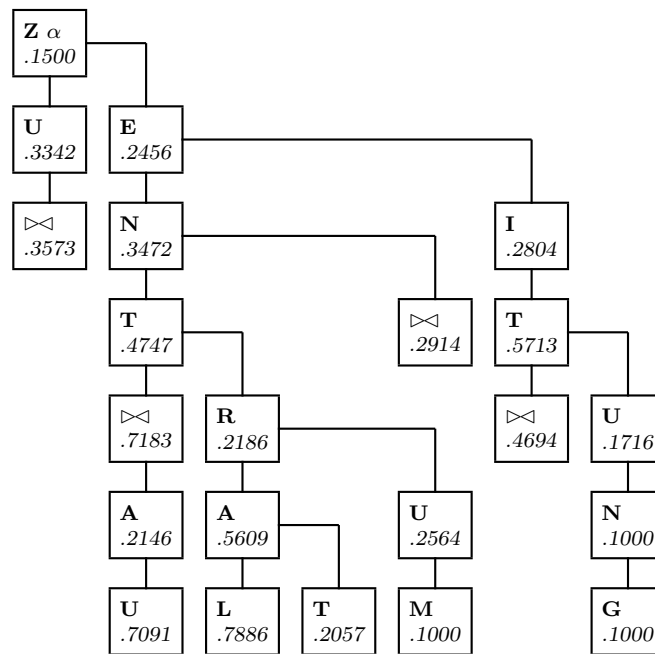 Z α
.1500
U
.3342
E
.2456
⋈
.3573
N
.3472
I
.2804
T
.4747
⋈
.2914
T
.5713
⋈
.7183
R
.2186
⋈
.4694
U
.1716
A
.2146
A
.5609
U
.2564
N
.1000
U
.7091
L
.7886
T
.2057
M
.1000
G
.1000